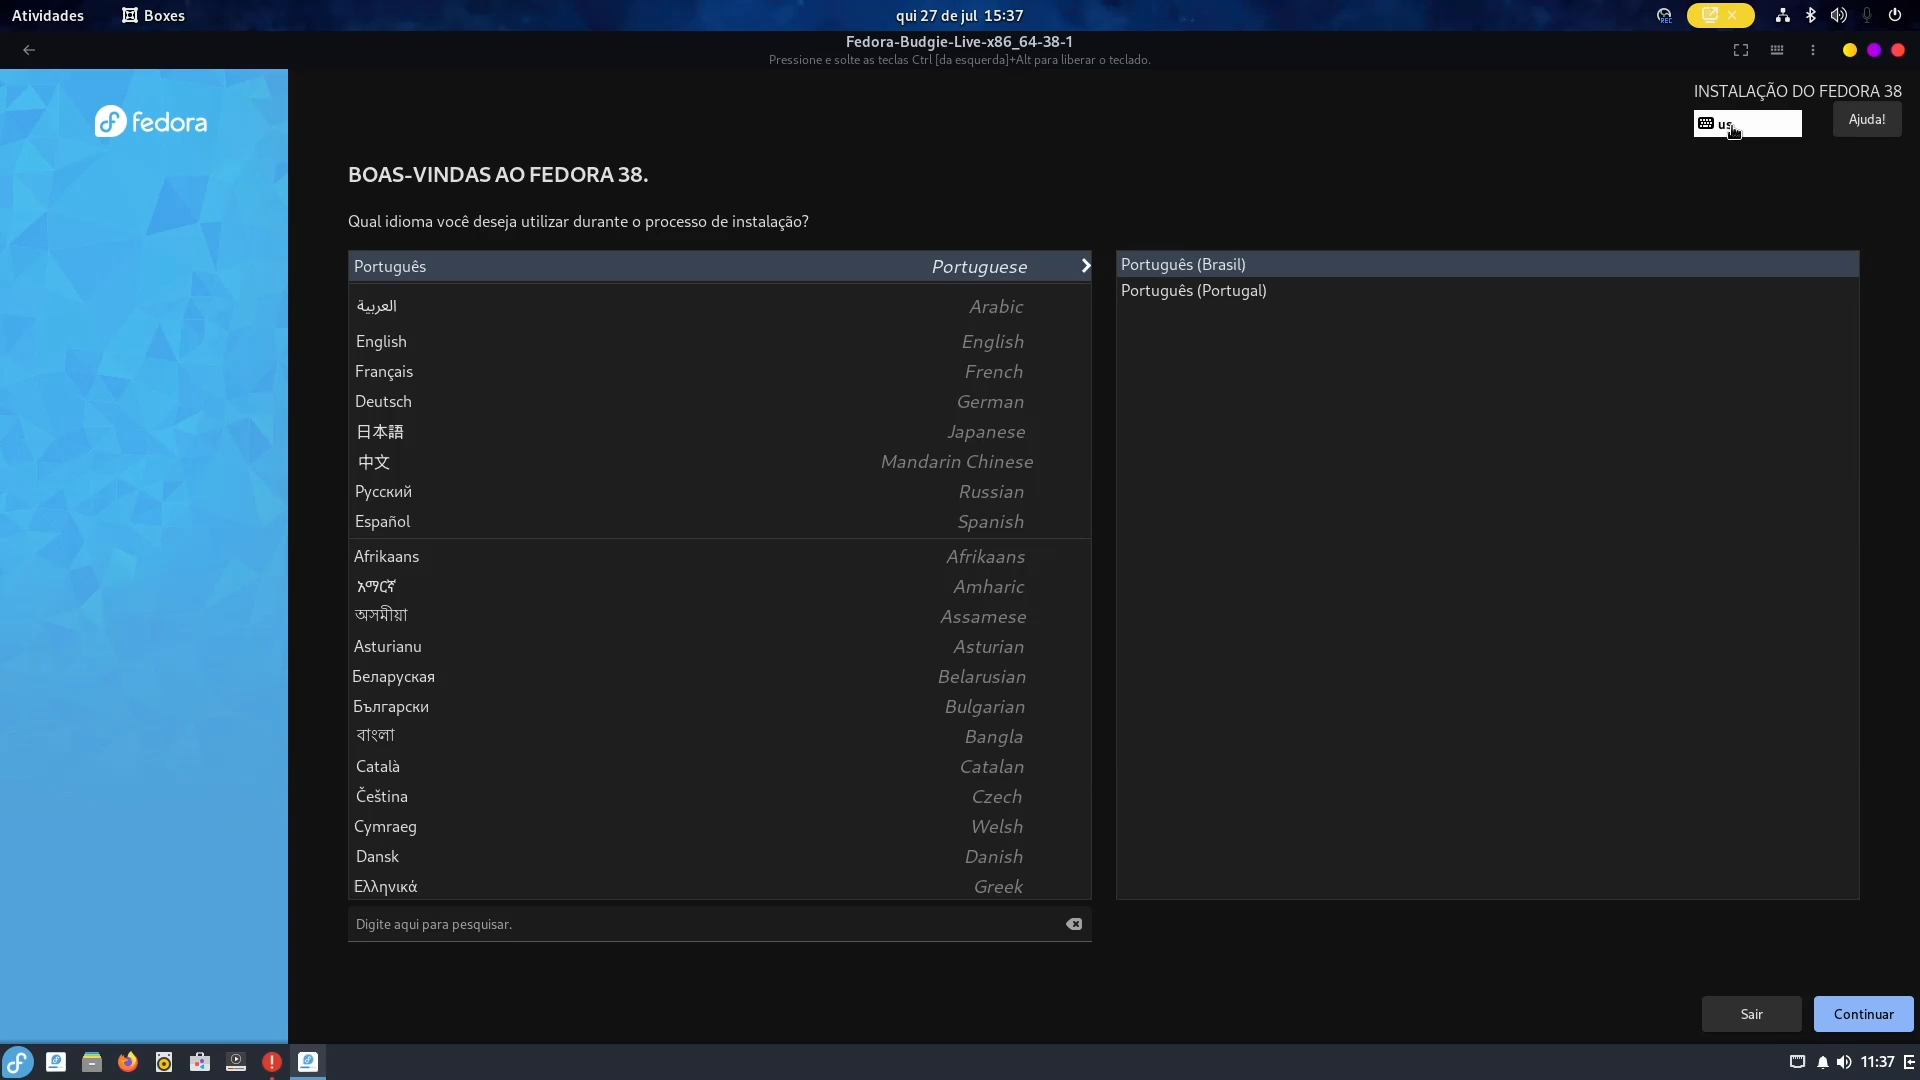 Atividades
Boxes
qui 27 de jul 15:37
REC
Fedora-Budgie-Live-x86_64-38-1
Pressione e solte as teclas Ctrl [da esquerda]+Alt para liberar o teclado.
fedora
INSTALAÇÃO DO FEDORA 38
us
Ajuda!
BOAS-VINDAS AO FEDORA 38.
Qual idioma você deseja utilizar durante o processo de instalação?
Português Portuguese
العربية Arabic
English English
Français French
Deutsch German
日本語 Japanese
中文 Mandarin Chinese
Русский Russian
Español Spanish
Afrikaans Afrikaans
አማርኛ Amharic
অসমীয়া Assamese
Asturianu Asturian
Беларуская Belarusian
Български Bulgarian
বাংলা Bangla
Català Catalan
Čeština Czech
Cymraeg Welsh
Dansk Danish
Ελληνικά Greek
Português (Brasil)
Português (Portugal)
Digite aqui para pesquisar.
Sair
Continuar
11:37